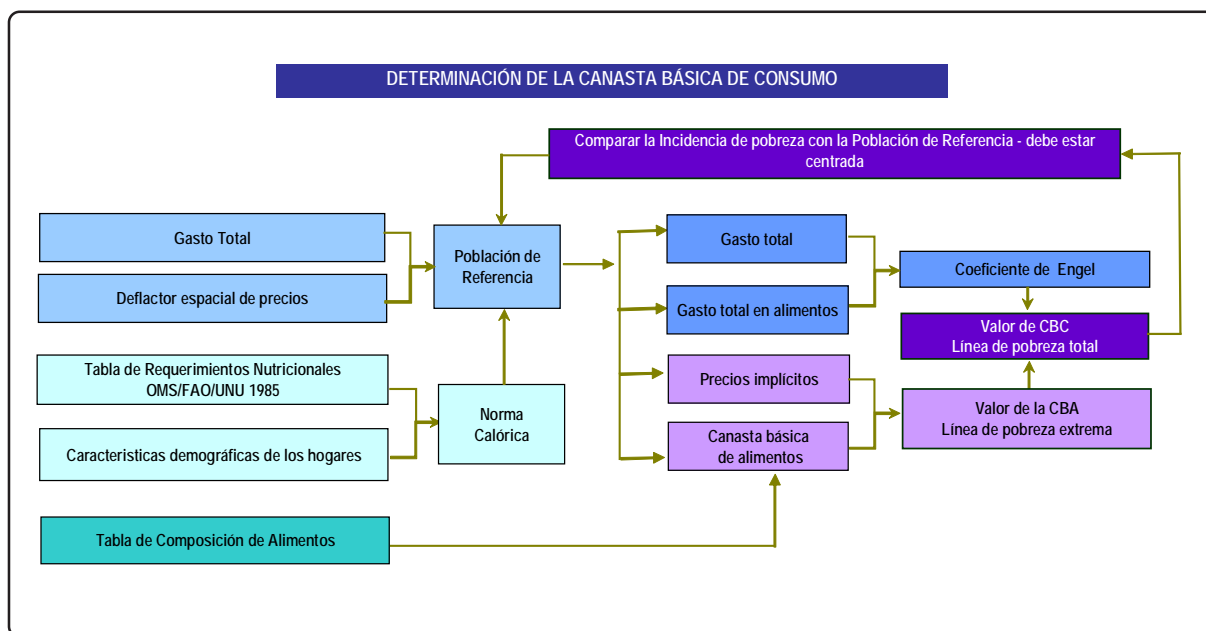 DETERMINACIÓN DE LA CANASTA BÁSICA DE CONSUMO
Comparar la Incidencia de pobreza con la Población de Referencia - debe estar
centrada
Gasto Total
Deflactor espacial de precios
Población de
Referencia
Gasto total
Gasto total en alimentos
Coeficiente de Engel
Valor de CBC
Línea de pobreza total
Tabla de Requerimientos Nutricionales
OMS/FAO/UNU 1985
Caracteristicas demográficas de los hogares
Norma
Calórica
Precios implícitos
Canasta básica
de alimentos
Valor de la CBA
Línea de pobreza extrema
Tabla de Composición de Alimentos